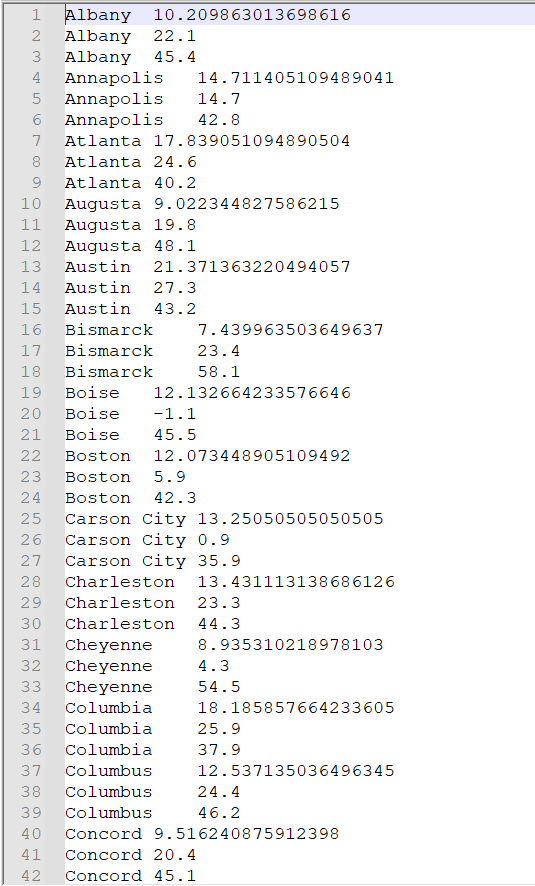 1 Albany 10.209863013698616
2 Albany 22.1
3 Albany 45.4
4 Annapolis 14.711405109489041
5 Annapolis 14.7
6 Annapolis 42.8
7 Atlanta 17.839051094890504
8 Atlanta 24.6
9 Atlanta 40.2
10 Augusta 9.022344827586215
11 Augusta 19.8
12 Augusta 48.1
13 Austin 21.371363220494057
14 Austin 27.3
15 Austin 43.2
16 Bismarck 7.439963503649637
17 Bismarck 23.4
18 Bismarck 58.1
19 Boise 12.132664233576646
20 Boise -1.1
21 Boise 45.5
22 Boston 12.073448905109492
23 Boston 5.9
24 Boston 42.3
25 Carson City 13.25050505050505
26 Carson City 0.9
27 Carson City 35.9
28 Charleston 13.431113138686126
29 Charleston 23.3
30 Charleston 44.3
31 Cheyenne 8.935310218978103
32 Cheyenne 4.3
33 Cheyenne 54.5
34 Columbia 18.185857664233605
35 Columbia 25.9
36 Columbia 37.9
37 Columbus 12.537135036496345
38 Columbus 24.4
39 Columbus 46.2
40 Concord 9.516240875912398
41 Concord 20.4
42 Concord 45.1